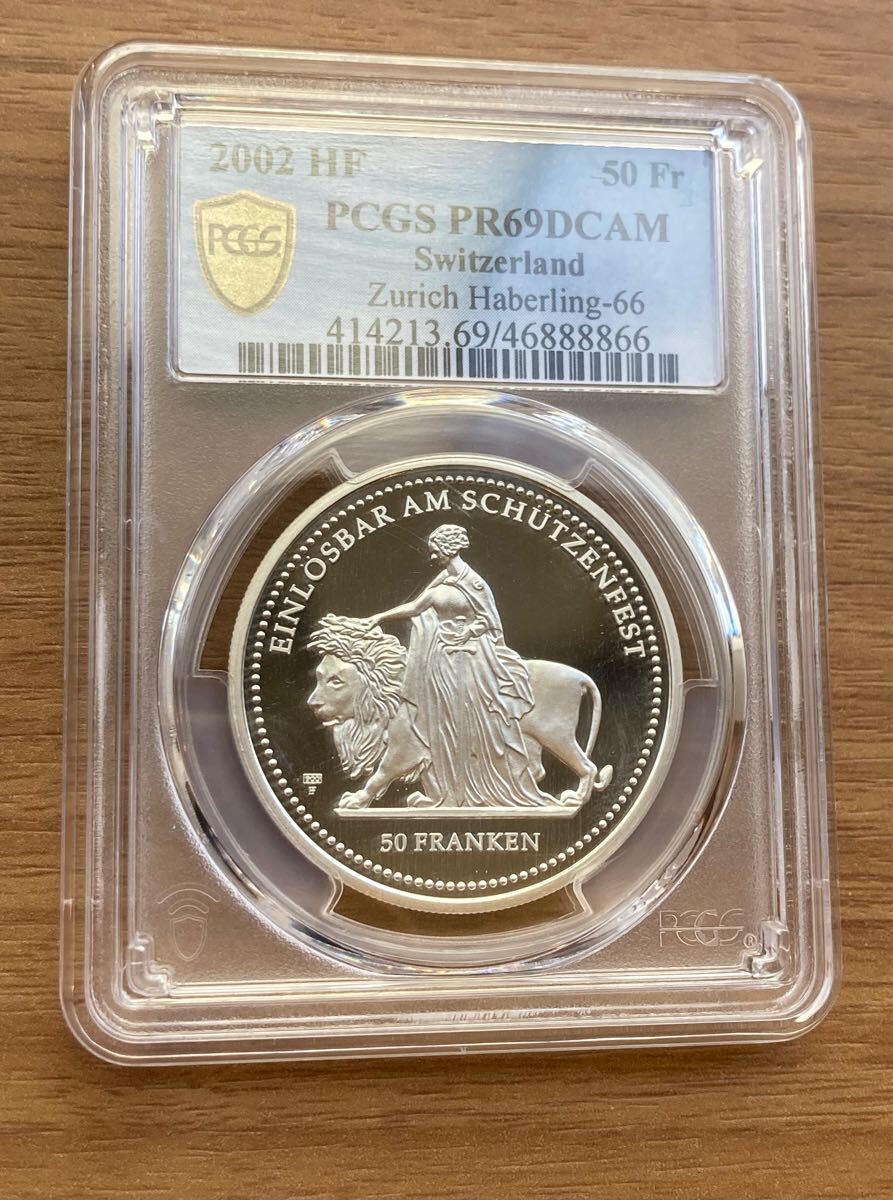 2002 HF 50 Fr
PCGS PR69DCAM
PCGS
Switzerland
Zurich Haberling-66
414213.69/46888866
EINLÖSBAR AM SCHÜTZENFEST
50 FRANKEN
PCGS